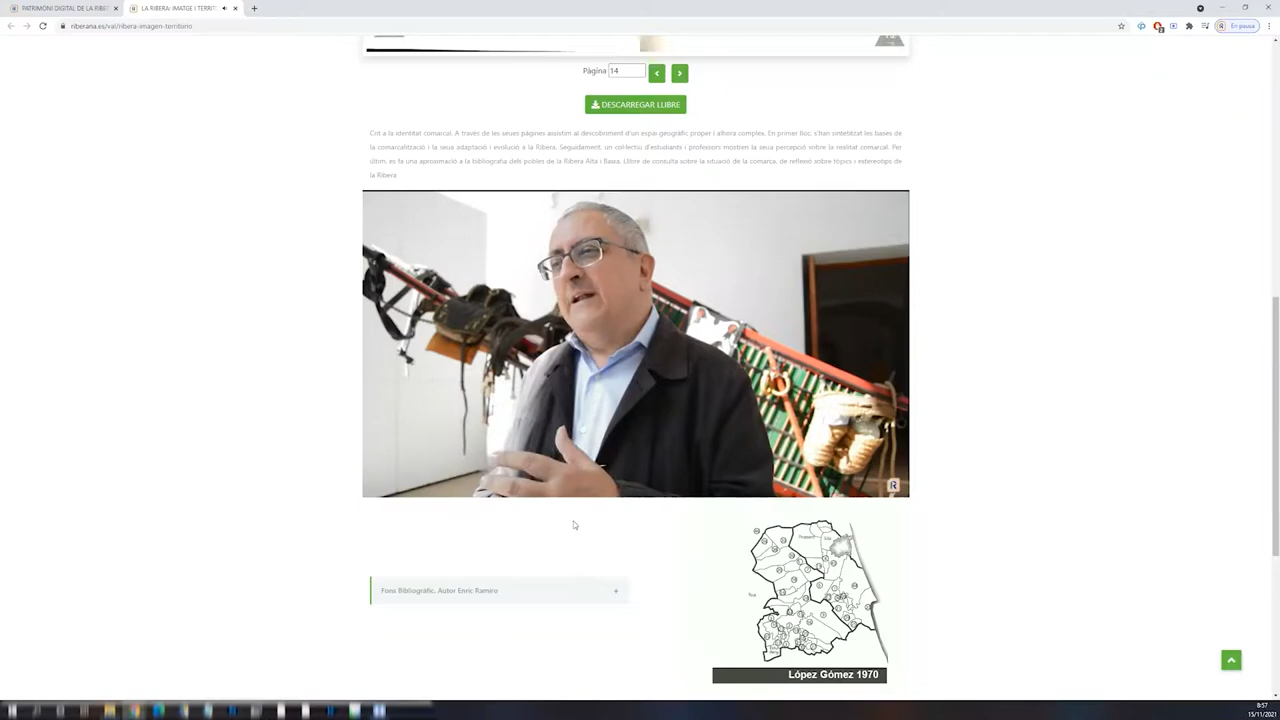 PATRIMONI DIGITAL DE LA RIBER
LA RIBERA: IMATGE I TERRIT
riberana.es/val/ribera-imagen-territorio
En pausa
Pàgina 14
DESCARREGAR LLIBRE
Crit a la identitat comarcal. A través de les seues pàgines assistim al descobriment d'un espai geogràfic proper i alhora complex. En primer lloc, s'han sintetitzat les bases de
la comarcalització i la seua adaptació i evolució a la Ribera. Seguidament, un col·lectiu d'estudiants i professors mostren la seua percepció sobre la realitat comarcal. Per
últim, es fa una aproximació a la bibliografia dels pobles de la Ribera Alta i Baixa. Llibre de consulta sobre la situació de la comarca, de reflexió sobre tòpics i estereotips de
la Ribera
R
Fons Bibliogràfic. Autor Enric Ramiro
+
López Gómez 1970
8:57
15/11/2021